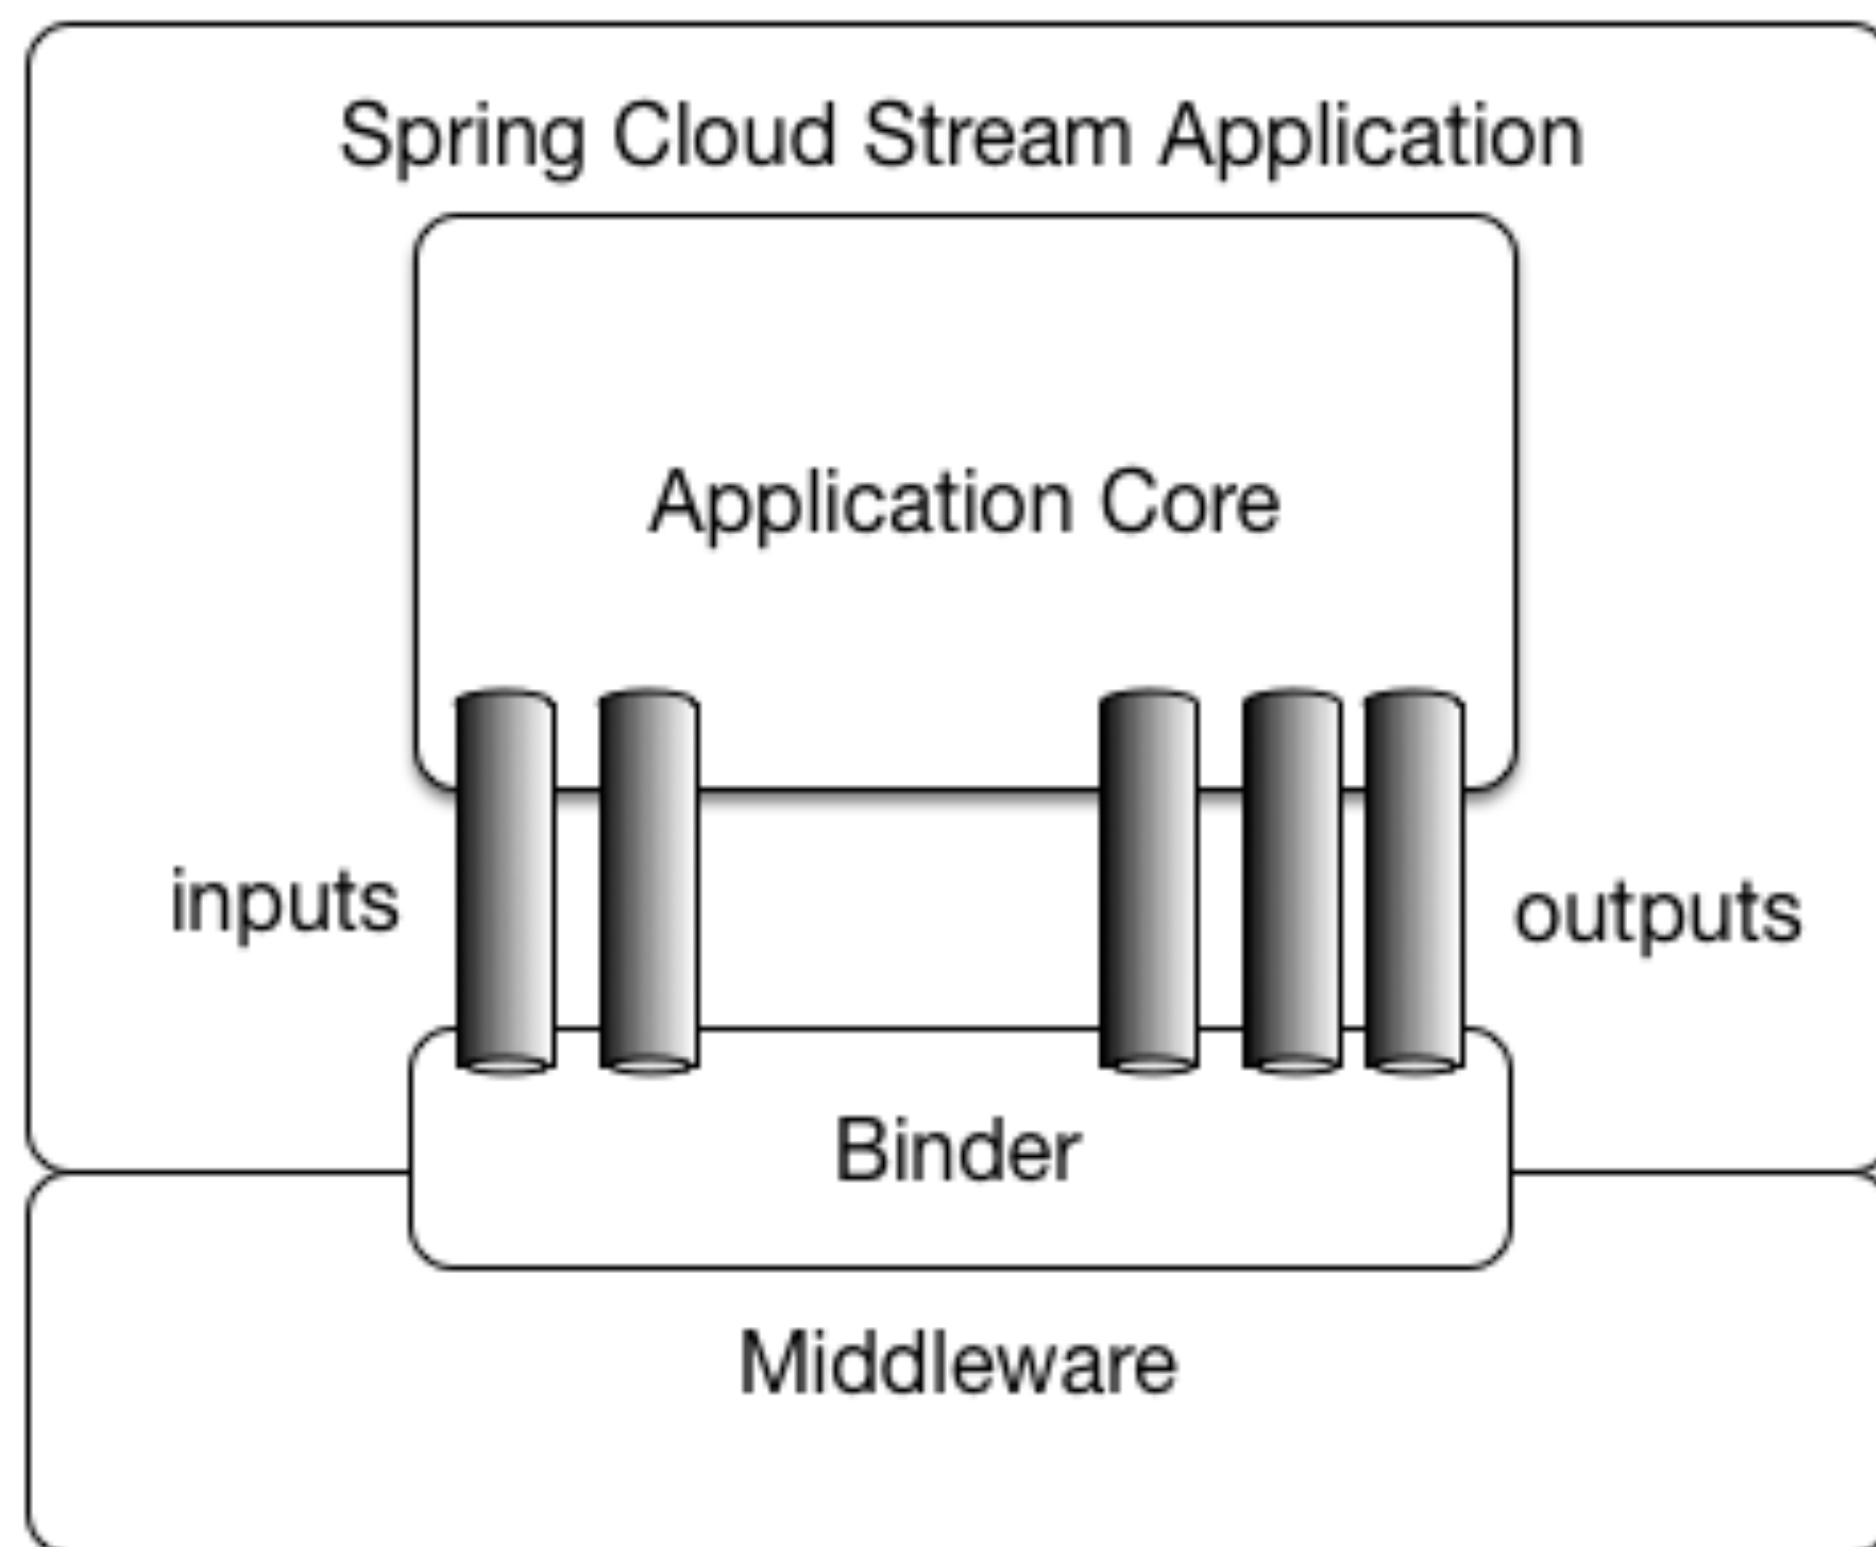 Spring Cloud Stream Application
Application Core
inputs
outputs
Binder
Middleware